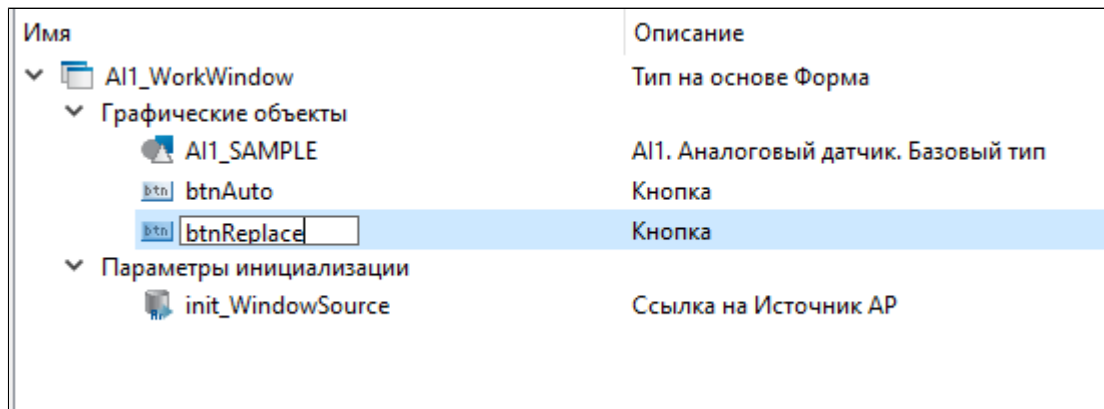 Имя Описание
AI1_WorkWindow Тип на основе Форма
Графические объекты
AI1_SAMPLE AI1. Аналоговый датчик. Базовый тип
btn btnAuto Кнопка
btn btnReplace Кнопка
Параметры инициализации
init_WindowSource Ссылка на Источник AP